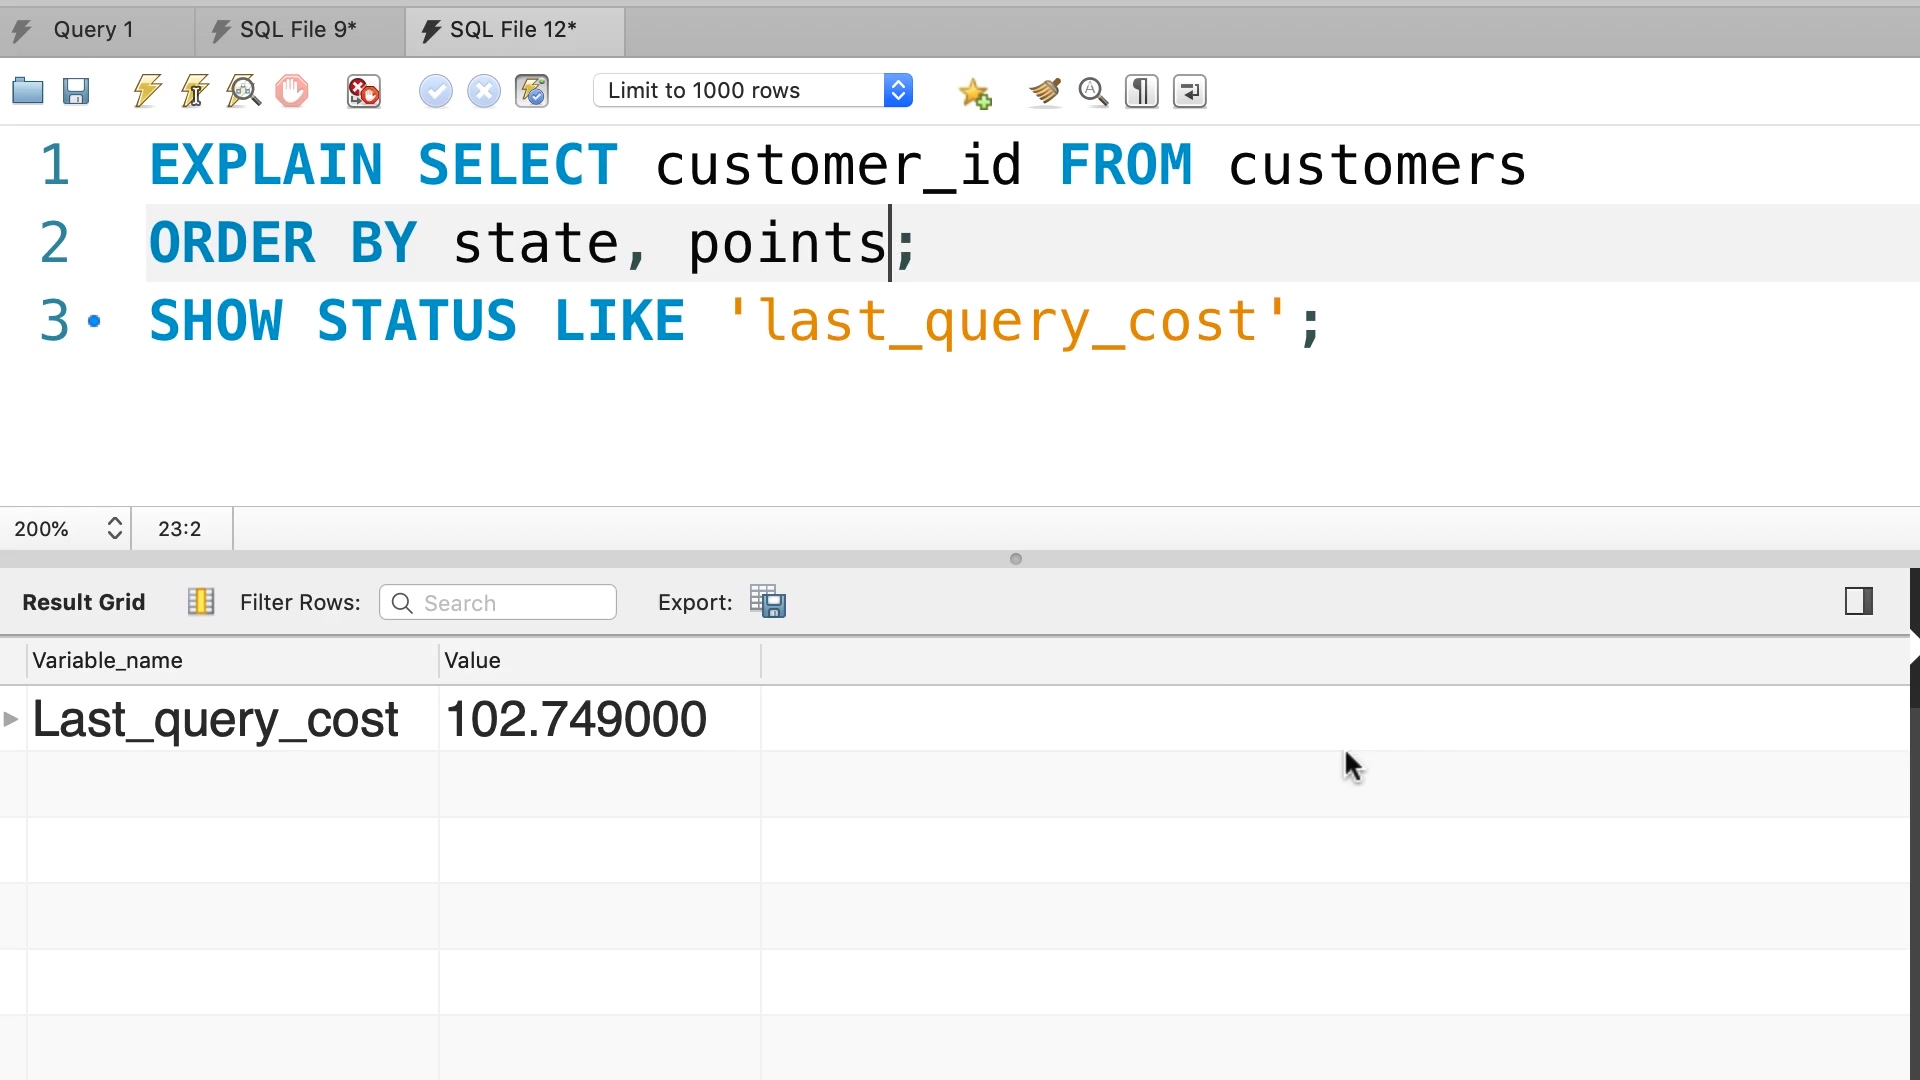 Query 1 SQL File 9* SQL File 12*
Limit to 1000 rows
1 EXPLAIN SELECT customer_id FROM customers
2 ORDER BY state, points;
3 SHOW STATUS LIKE 'last_query_cost';
200% 23:2
Result Grid Filter Rows: Search Export:
Variable_name Value
Last_query_cost 102.749000